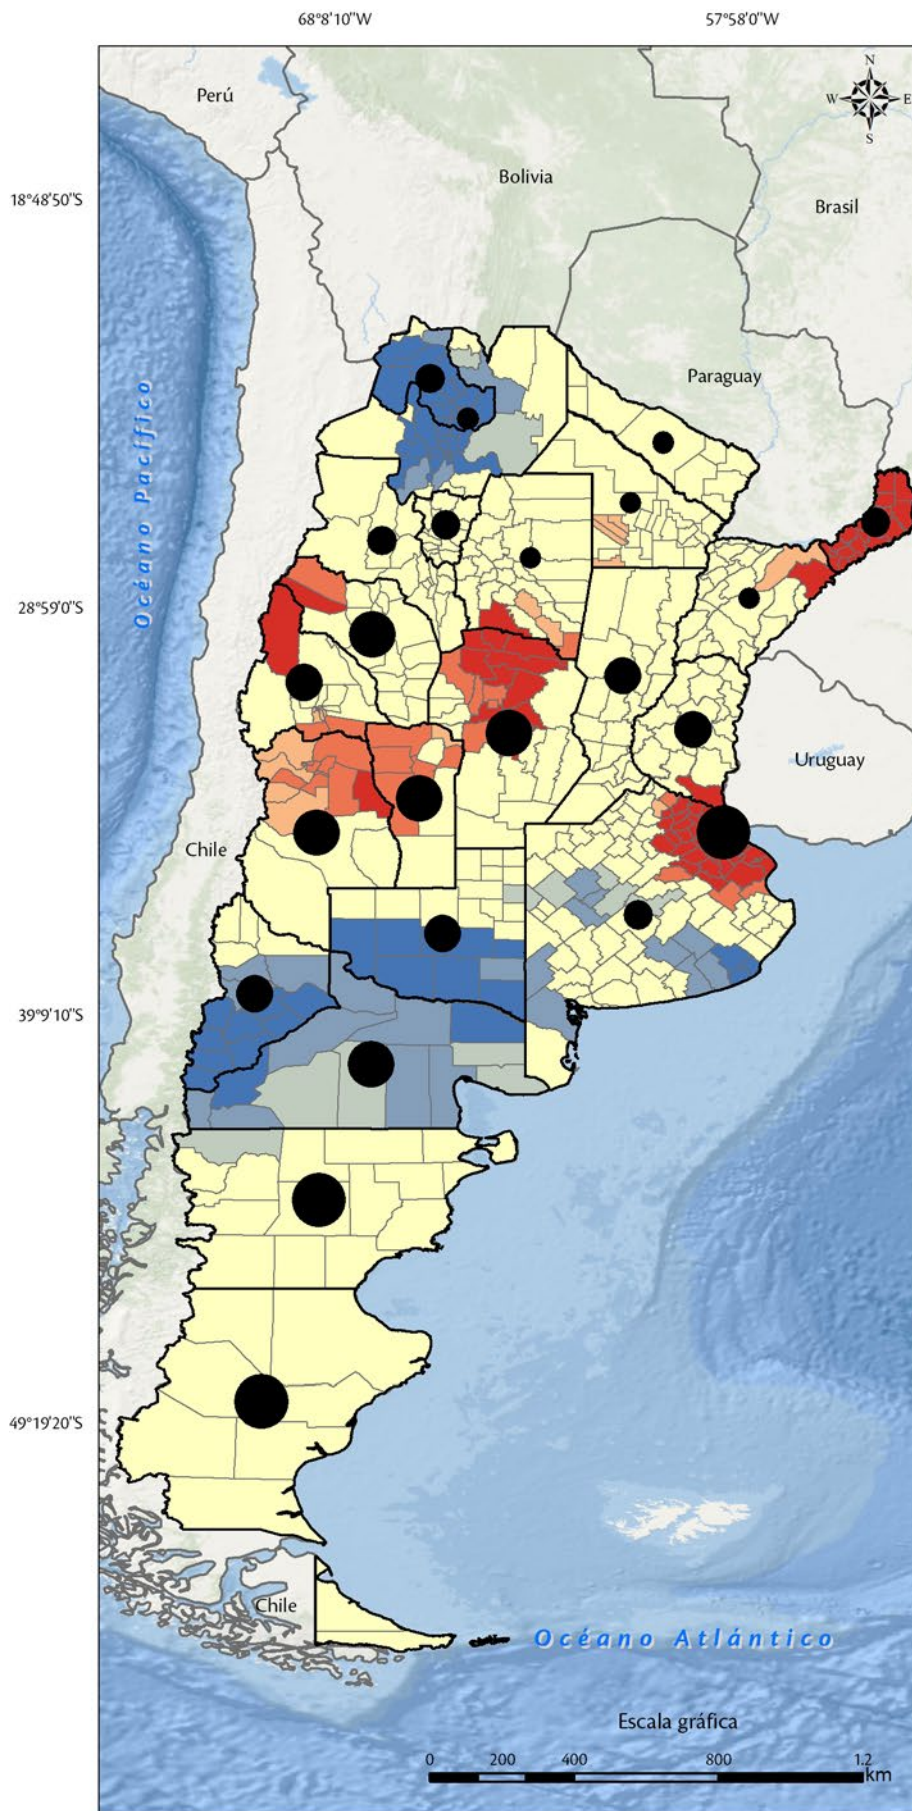 68°8'10"W
57°58'0"W
Perú
N
W
E
S
Bolivia
18°48'50"S
Brasil
Paraguay
Océano Pacífico
28°59'0"S
Uruguay
Chile
39°9'10"S
49°19'20"S
Chile
Océano Atlántico
Escala gráfica
0 200 400 800 1.2
km